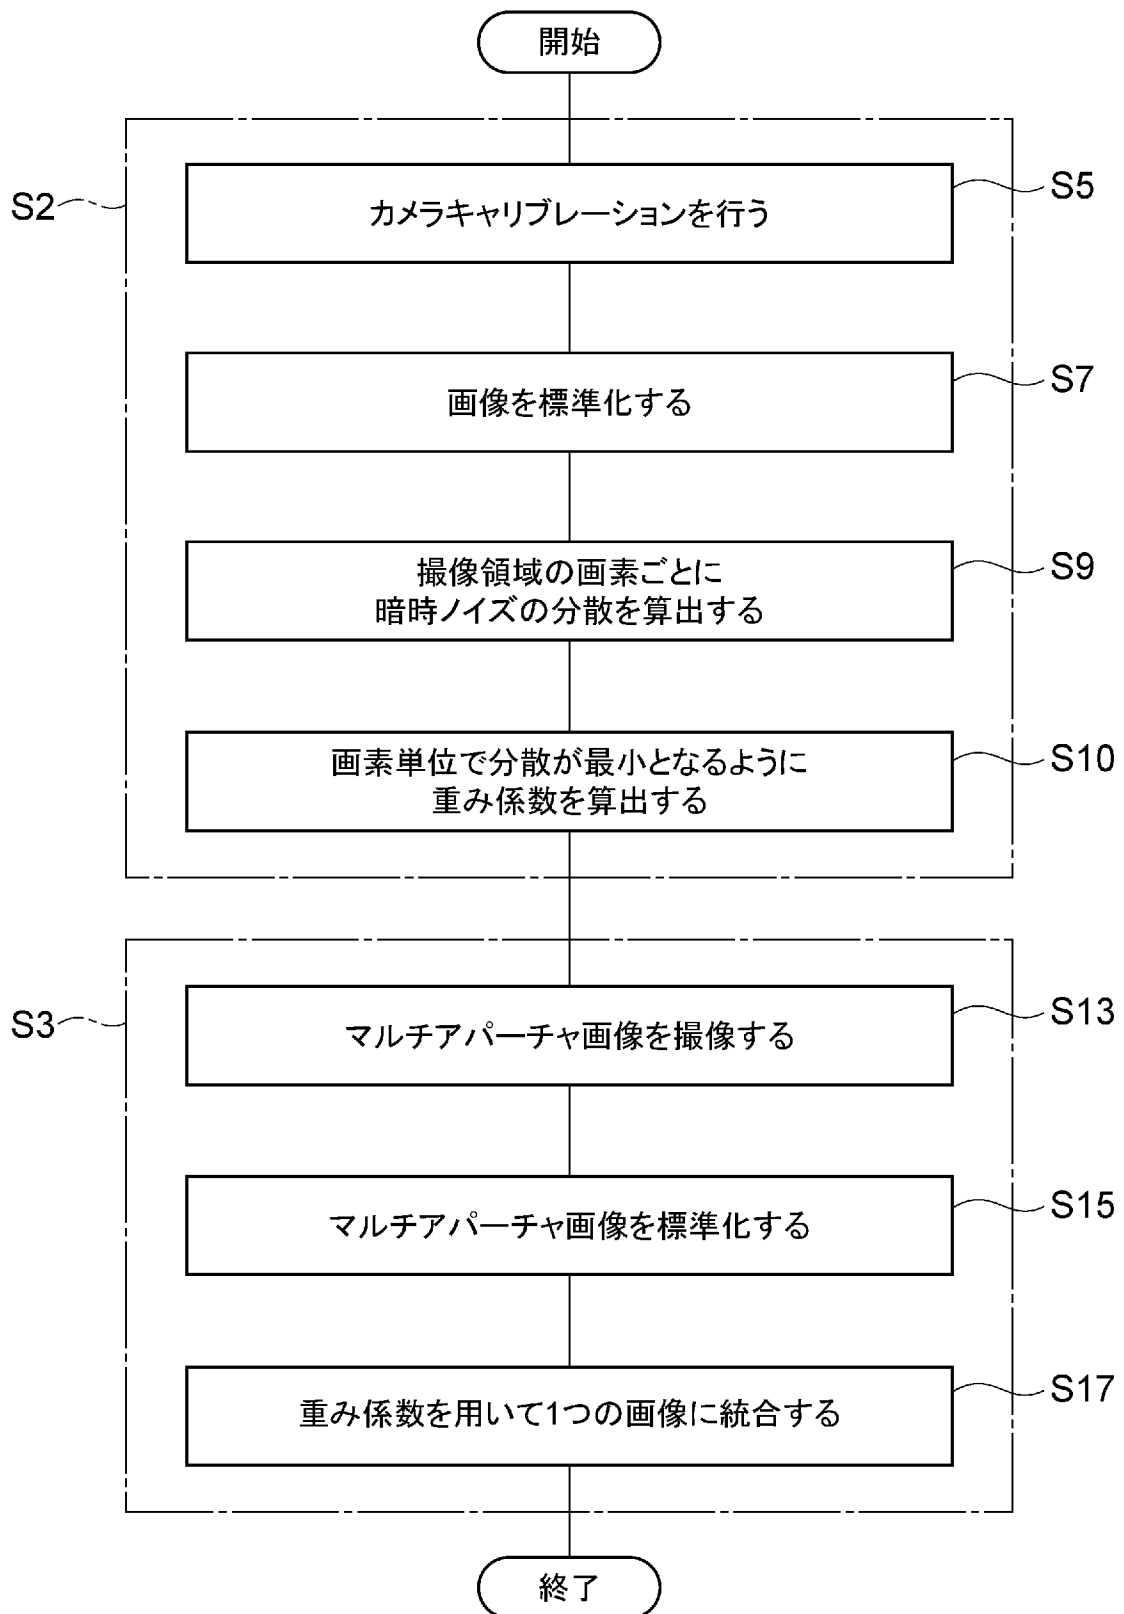 開始
S2
カメラキャリブレーションを行う
S5
画像を標準化する
S7
撮像領域の画素ごとに
暗時ノイズの分散を算出する
S9
画素単位で分散が最小となるように
重み係数を算出する
S10
S3
マルチアパーチャ画像を撮像する
S13
マルチアパーチャ画像を標準化する
S15
重み係数を用いて1つの画像に統合する
S17
終了